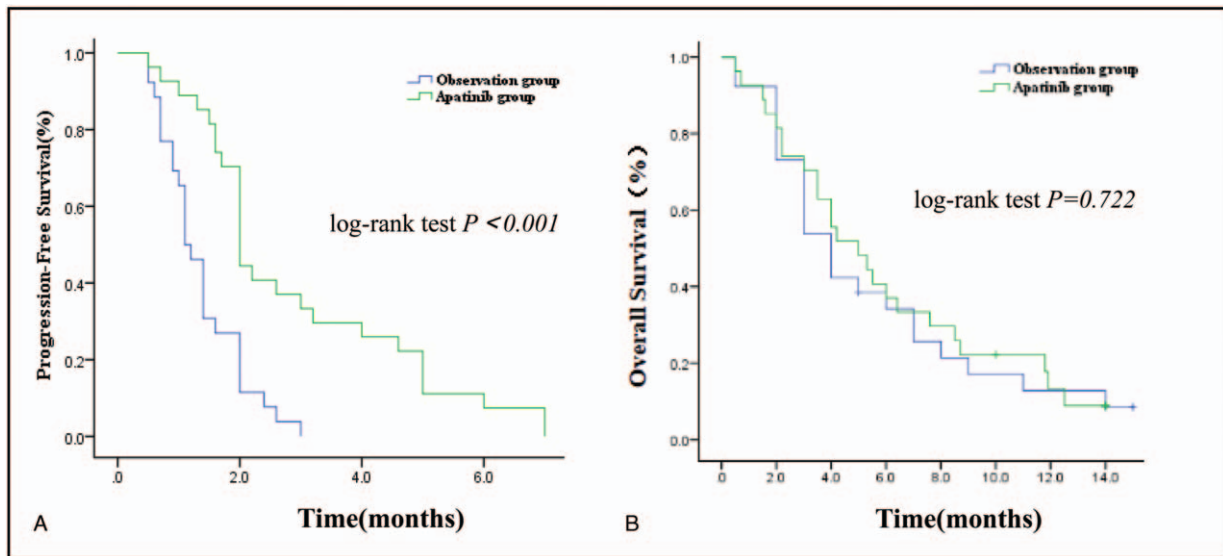 1.0
0.8
0.6
0.4
0.2
0.0
Progression-Free Survival(%)
Observation group
Apatinib group
log-rank test P <0.001
.0
2.0
4.0
6.0
Time(months)
A
1.0
0.8
0.6
0.4
0.2
0.0
Overall Survival (%)
Observation group
Apatinib group
log-rank test P=0.722
.0
2.0
4.0
6.0
8.0
10.0
12.0
14.0
Time(months)
B